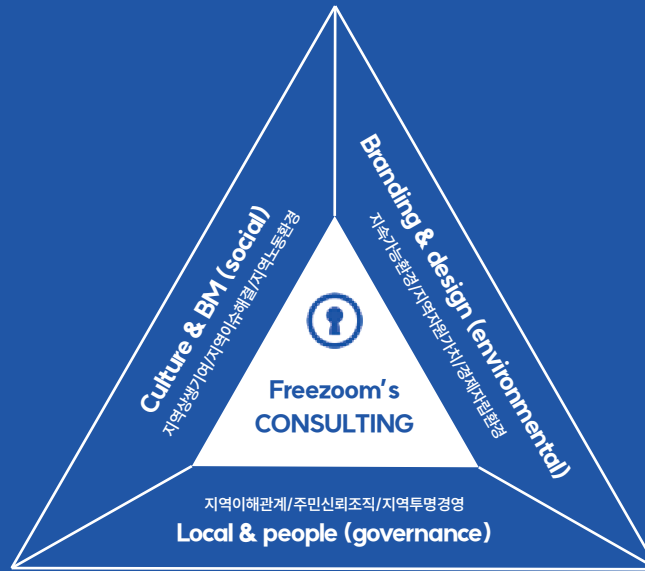 Culture & BM (social)
지역상생기여/지역이슈해결/지역노동환경
Branding & design (environmental)
지속가능환경/지역자원가치/경제자립환경
Freezoom's
CONSULTING
지역이해관계/주민신뢰조직/지역투명경영
Local & people (governance)